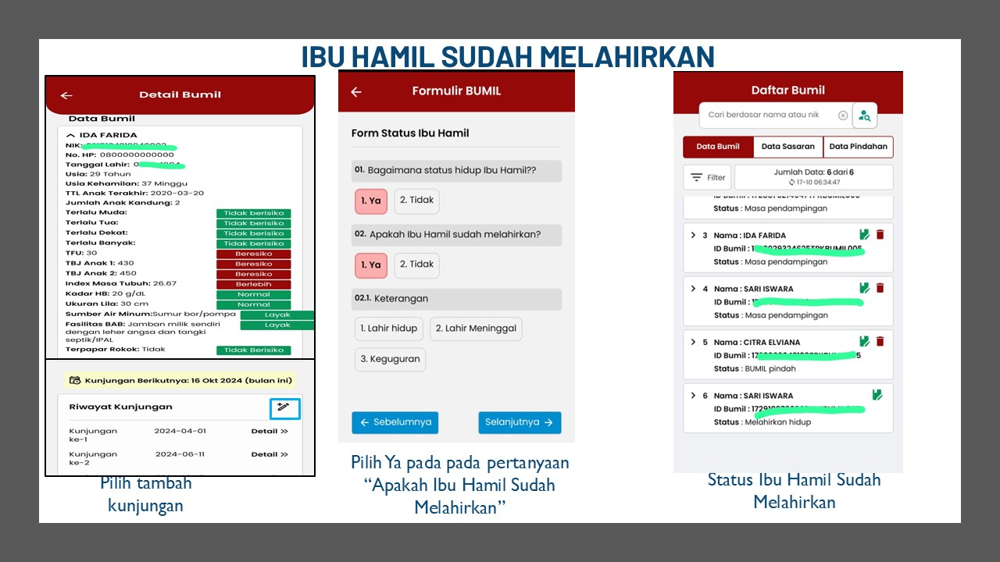 IBU HAMIL SUDAH MELAHIRKAN
Detail Bumil
Data Bumil
IDA FARIDA
NIK:
No. HP: 0800000000000
Tanggal Lahir:
Usia: 29 Tahun
Usia Kehamilan: 37 Minggu
TTL Anak Terakhir: 2020-03-20
Jumlah Anak Kandung: 2
Terlalu Muda: Tidak berisiko
Terlalu Tua: Tidak berisiko
Terlalu Dekat: Tidak berisiko
Terlalu Banyak: Tidak berisiko
TFU: 30 Beresiko
TBJ Anak 1: 430 Beresiko
TBJ Anak 2: 450 Beresiko
Index Masa Tubuh: 26.67 Berlebih
Kadar HB: 20 g/dL Normal
Ukuran Lila: 30 cm Normal
Sumber Air Minum:Sumur bor/pompa Layak
Fasilitas BAB: Jamban milik sendiri Layak
dengan leher angsa dan tangki
septik/IPAL
Terpapar Rokok: Tidak Tidak Berisiko
Kunjungan Berikutnya: 16 Okt 2024 (bulan ini)
Riwayat Kunjungan
Kunjungan 2024-04-01 Detail >>
ke-1
Kunjungan 2024-06-11 Detail >>
ke-2
Pilih tambah
kunjungan
Formulir BUMIL
Form Status Ibu Hamil
01. Bagaimana status hidup Ibu Hamil??
1. Ya 2. Tidak
02. Apakah Ibu Hamil sudah melahirkan?
1. Ya 2. Tidak
02.1. Keterangan
1. Lahir hidup 2. Lahir Meninggal
3. Keguguran
Sebelumnya Selanjutnya
Pilih Ya pada pada pertanyaan
“Apakah Ibu Hamil Sudah
Melahirkan”
Daftar Bumil
Cari berdasar nama atau nik
Data Bumil Data Sasaran Data Pindahan
Filter Jumlah Data: 6 dari 6
17-10 06:34:47
Status : Masa pendampingan
3 Nama : IDA FARIDA
ID Bumil :
Status : Masa pendampingan
4 Nama : SARI ISWARA
ID Bumil :
Status : Masa pendampingan
5 Nama : CITRA ELVIANA
ID Bumil :
Status : BUMIL pindah
6 Nama : SARI ISWARA
ID Bumil :
Status : Melahirkan hidup
Status Ibu Hamil Sudah
Melahirkan